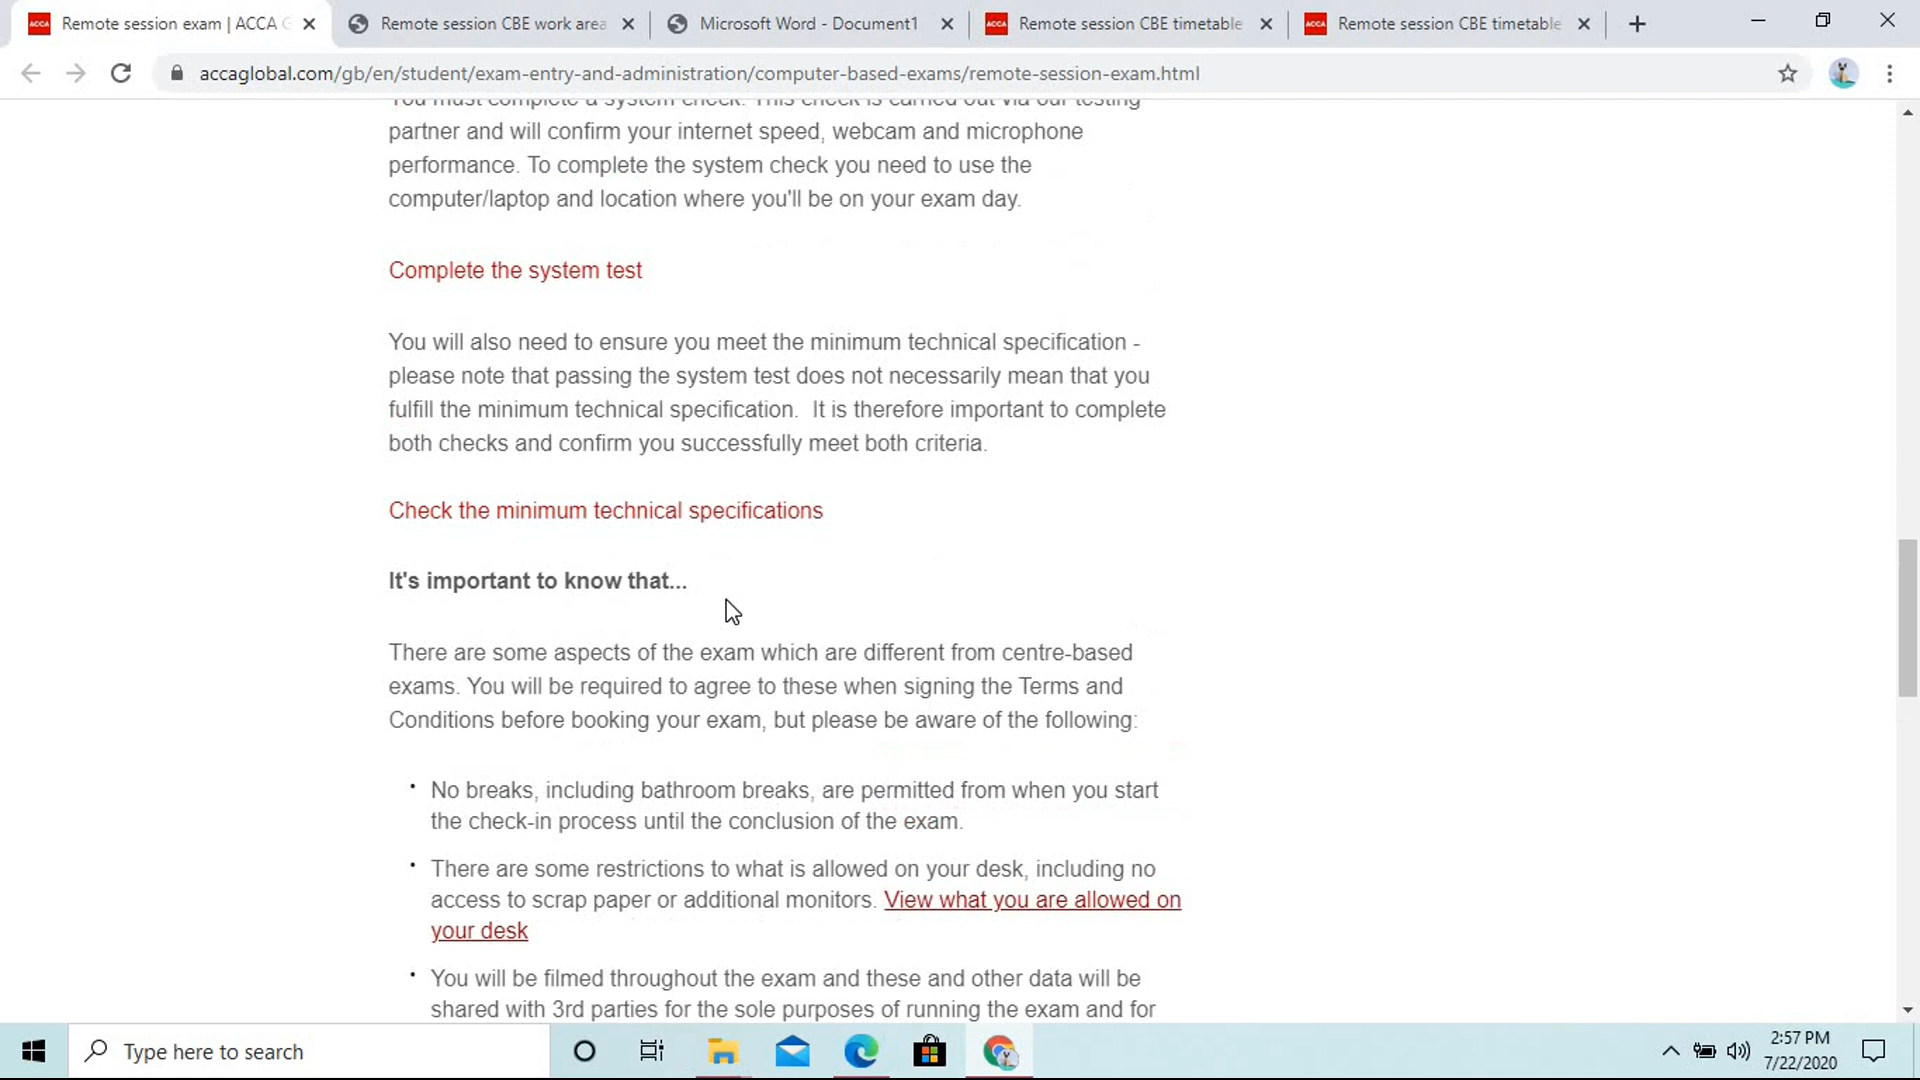 Remote session exam | ACCA G
Remote session CBE work area
Microsoft Word - Document1
Remote session CBE timetable
Remote session CBE timetable
accaglobal.com/gb/en/student/exam-entry-and-administration/computer-based-exams/remote-session-exam.html
You must complete a system check. This check is carried out via our testing
partner and will confirm your internet speed, webcam and microphone
performance. To complete the system check you need to use the
computer/laptop and location where you'll be on your exam day.
Complete the system test
You will also need to ensure you meet the minimum technical specification -
please note that passing the system test does not necessarily mean that you
fulfill the minimum technical specification.  It is therefore important to complete
both checks and confirm you successfully meet both criteria.
Check the minimum technical specifications
It's important to know that...
There are some aspects of the exam which are different from centre-based
exams. You will be required to agree to these when signing the Terms and
Conditions before booking your exam, but please be aware of the following:
• No breaks, including bathroom breaks, are permitted from when you start
the check-in process until the conclusion of the exam.
• There are some restrictions to what is allowed on your desk, including no
access to scrap paper or additional monitors. View what you are allowed on
your desk
• You will be filmed throughout the exam and these and other data will be
shared with 3rd parties for the sole purposes of running the exam and for
Type here to search
2:57 PM
7/22/2020